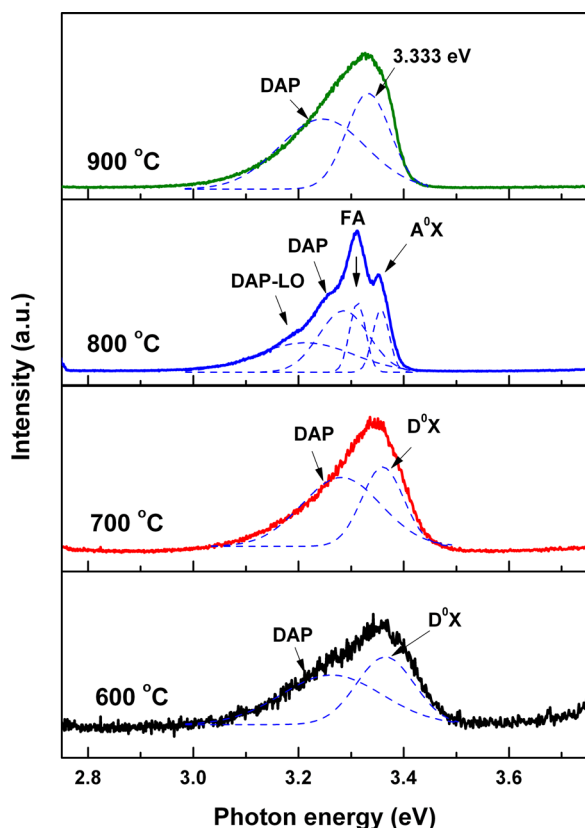 3.333 eV
DAP
900 °C
FA
A⁰X
DAP
DAP-LO
800 °C
D⁰X
DAP
700 °C
D⁰X
DAP
600 °C
Intensity (a.u.)
2.8 3.0 3.2 3.4 3.6
Photon energy (eV)